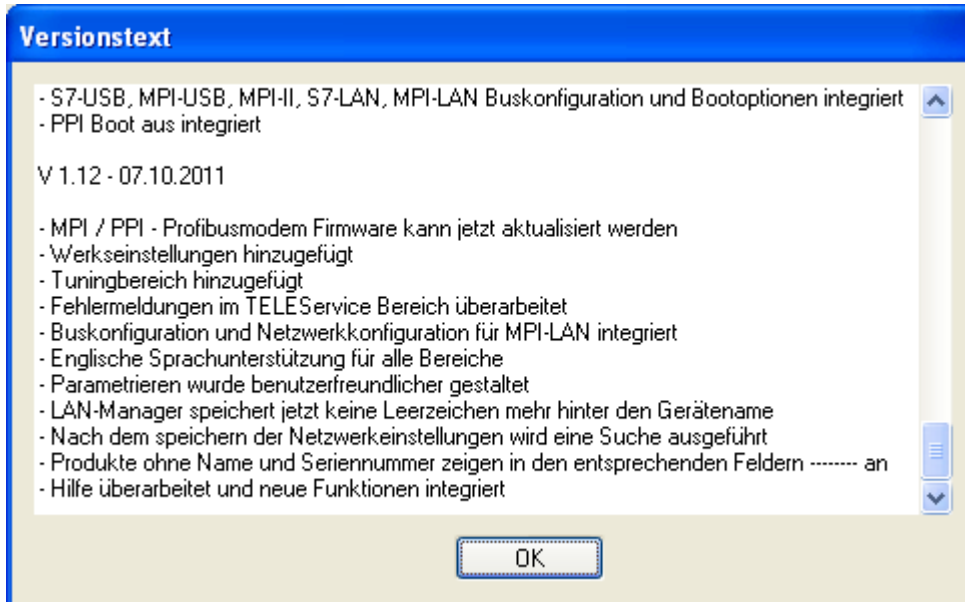 Versionstext
- S7-USB, MPI-USB, MPI-II, S7-LAN, MPI-LAN Buskonfiguration und Bootoptionen integriert
- PPI Boot aus integriert
V 1.12 - 07.10.2011
- MPI / PPI - Profibusmodem Firmware kann jetzt aktualisiert werden
- Werkseinstellungen hinzugefügt
- Tuningbereich hinzugefügt
- Fehlermeldungen im TELEService Bereich überarbeitet
- Buskonfiguration und Netzwerkkonfiguration für MPI-LAN integriert
- Englische Sprachunterstützung für alle Bereiche
- Parametrieren wurde benutzerfreundlicher gestaltet
- LAN-Manager speichert jetzt keine Leerzeichen mehr hinter den Gerätename
- Nach dem speichern der Netzwerkeinstellungen wird eine Suche ausgeführt
- Produkte ohne Name und Seriennummer zeigen in den entsprechenden Feldern -------- an
- Hilfe überarbeitet und neue Funktionen integriert
OK